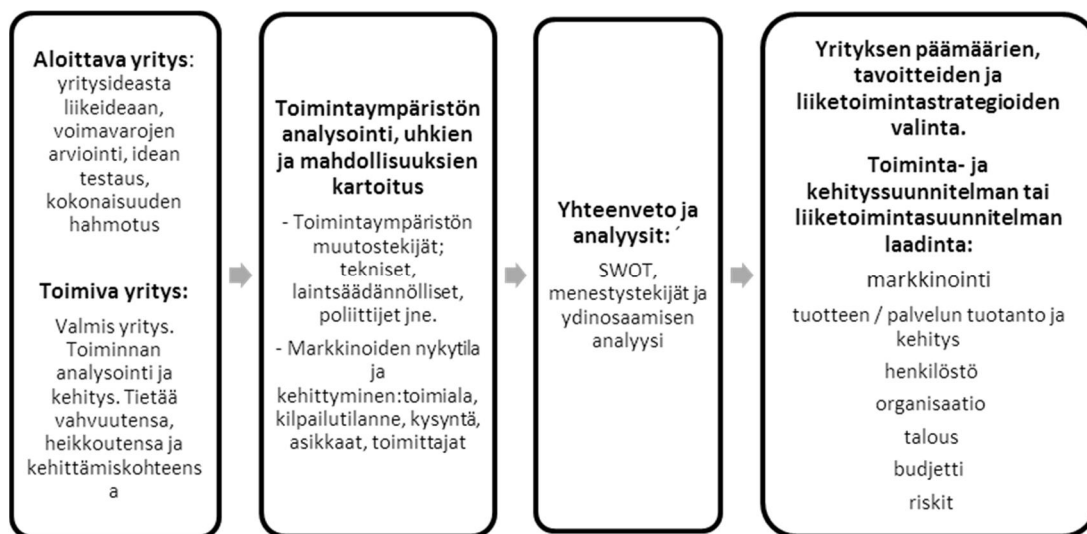 Aloittava yritys:
yritysideasta
liikeideaan,
voimavarojen
arviointi, idean
testaus,
kokonaisuuden
hahmotus
Toimiva yritys:
Valmis yritys.
Toiminnan
analysointi ja
kehitys. Tietää
vahvuutensa,
heikkoutensa ja
kehittämiskohteens
a
Toimintaympäristön
analysointi, uhkien
ja mahdollisuuksien
kartoitus
- Toimintaympäristön
muutostekijät;
tekniset,
laintsäädännölliset,
poliittijet jne.
- Markkinoiden nykytila
ja
kehittyminen:toimiala,
kilpailutilanne, kysyntä,
asikkaat, toimittajat
Yhteenveto ja
analyysit: ´
SWOT,
menestystekijät ja
ydinosaamisen
analyysi
Yrityksen päämäärien,
tavoitteiden ja
liiketoimintastrategioiden
valinta.
Toiminta- ja
kehityssuunnitelman tai
liiketoimintasuunnitelman
laadinta:
markkinointi
tuotteen / palvelun tuotanto ja
kehitys
henkilöstö
organisaatio
talous
budjetti
riskit